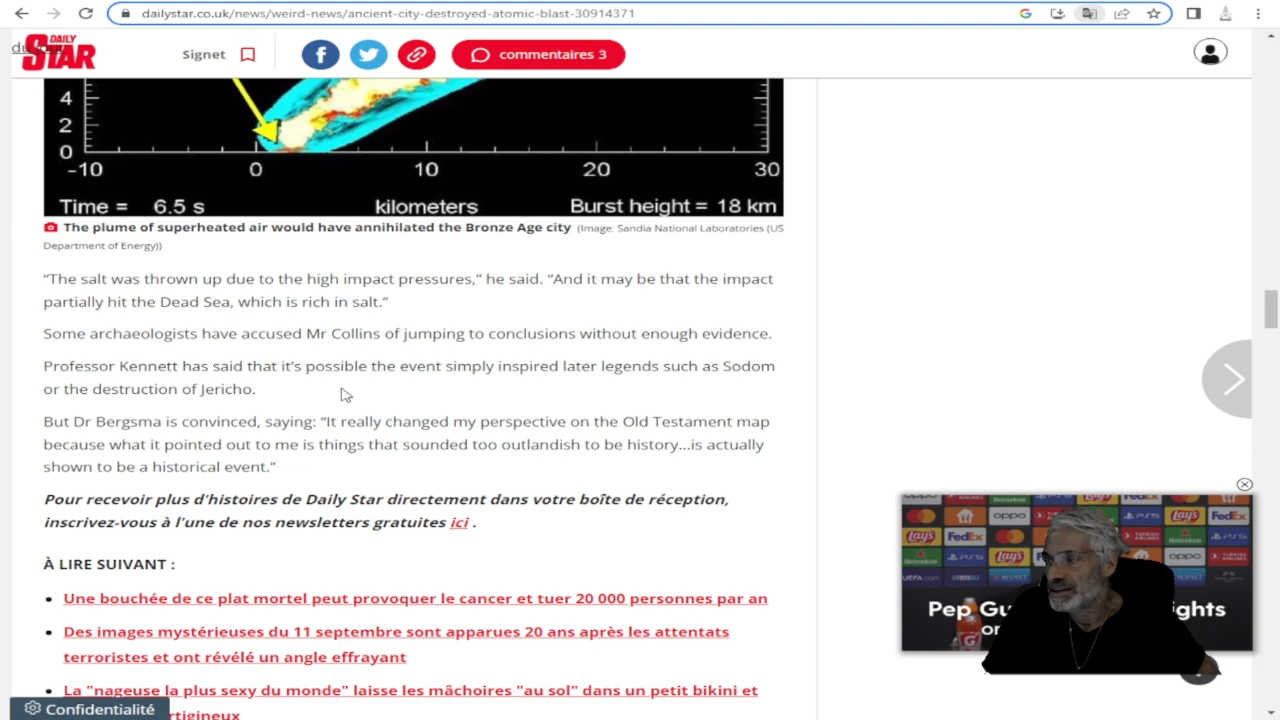 dailystar.co.uk/news/weird-news/ancient-city-destroyed-atomic-blast-30914371
DAILY STAR
Signet
commentaires 3
4
2
0
-10 0 10 20 30
Time = 6.5 s kilometers Burst height = 18 km
The plume of superheated air would have annihilated the Bronze Age city (Image: Sandia National Laboratories (US
Department of Energy))
“The salt was thrown up due to the high impact pressures,” he said. “And it may be that the impact
partially hit the Dead Sea, which is rich in salt.”
Some archaeologists have accused Mr Collins of jumping to conclusions without enough evidence.
Professor Kennett has said that it’s possible the event simply inspired later legends such as Sodom
or the destruction of Jericho.
But Dr Bergsma is convinced, saying: “It really changed my perspective on the Old Testament map
because what it pointed out to me is things that sounded too outlandish to be history...is actually
shown to be a historical event.”
Pour recevoir plus d'histoires de Daily Star directement dans votre boîte de réception,
inscrivez-vous à l'une de nos newsletters gratuites ici .
À LIRE SUIVANT :
Une bouchée de ce plat mortel peut provoquer le cancer et tuer 20 000 personnes par an
Des images mystérieuses du 11 septembre sont apparues 20 ans après les attentats
terroristes et ont révélé un angle effrayant
La "nageuse la plus sexy du monde" laisse les mâchoires "au sol" dans un petit bikini et
Confidentialité
Heineken oppo Lay's PS5 FedEx
Lay's FedEx oppo
Pep Gu ghts
on